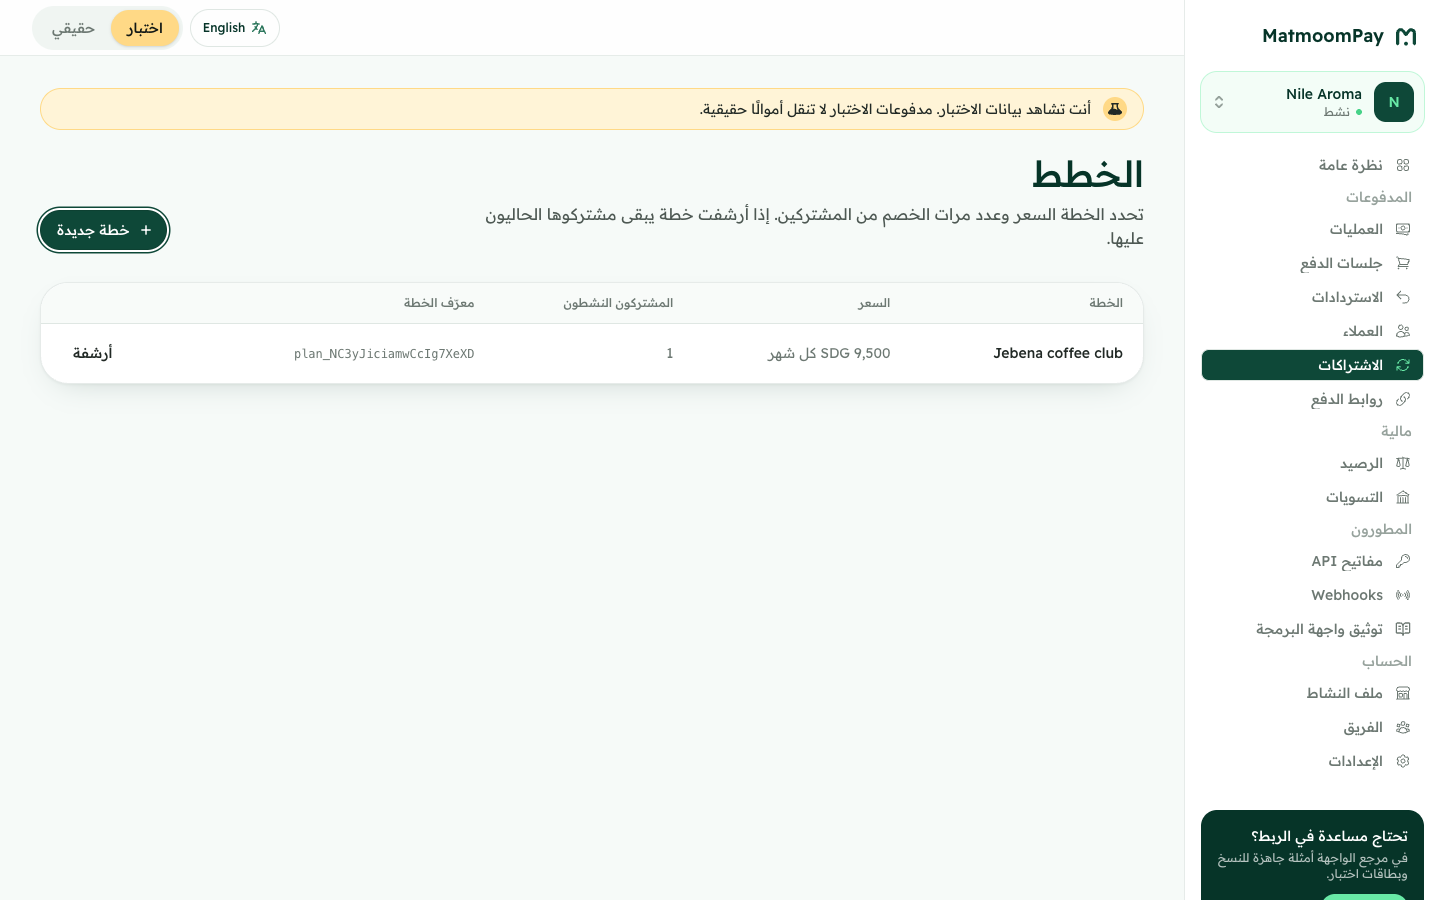 MatmoomPay
N
Nile Aroma
نشط
نظرة عامة
المدفوعات
العمليات
جلسات الدفع
الاستردادات
العملاء
الاشتراكات
روابط الدفع
مالية
الرصيد
التسويات
المطورون
مفاتيح API
Webhooks
توثيق واجهة البرمجة
الحساب
ملف النشاط
الفريق
الإعدادات
تحتاج مساعدة في الربط؟
في مرجع الواجهة أمثلة جاهزة للنسخ
وبطاقات اختبار.
English
اختبار
حقيقي
أنت تشاهد بيانات الاختبار. مدفوعات الاختبار لا تنقل أموالًا حقيقية.
الخطط
تحدد الخطة السعر وعدد مرات الخصم من المشتركين. إذا أرشفت خطة يبقى مشتركوها الحاليون
عليها.
+ خطة جديدة
الخطة السعر المشتركون النشطون معرّف الخطة
Jebena coffee club SDG 9,500 كل شهر 1 plan_NC3yJiciamwCcIg7XeXD أرشفة